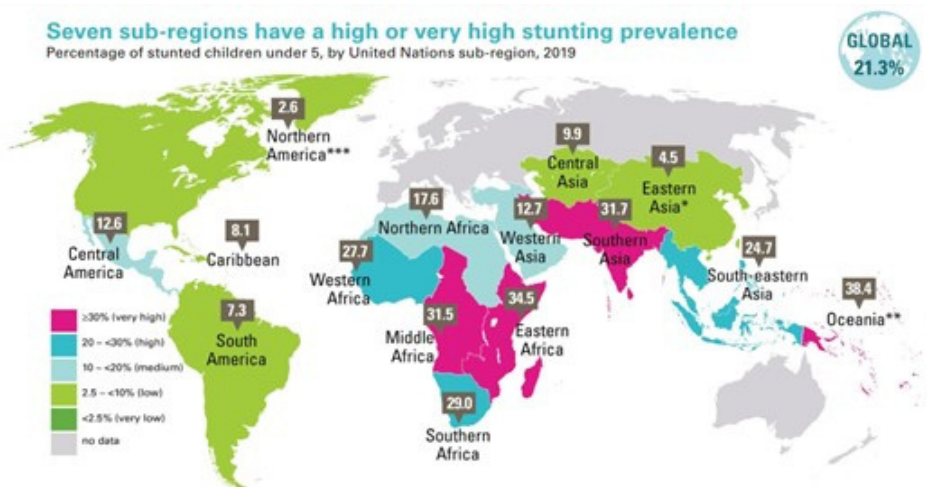 Seven sub-regions have a high or very high stunting prevalence
Percentage of stunted children under 5, by United Nations sub-region, 2019
GLOBAL
21.3%
2.6
Northern
America***
9.9
Central
Asia
4.5
Eastern
Asia*
12.6
Central
America
8.1
Caribbean
17.6
Northern Africa
12.7
Western
Asia
31.7
Southern
Asia
27.7
Western
Africa
24.7
South-eastern
Asia
38.4
Oceania**
7.3
South
America
31.5
Middle
Africa
34.5
Eastern
Africa
29.0
Southern
Africa
≥30% (very high)
20 – <30% (high)
10 – <20% (medium)
2.5 – <10% (low)
<2.5% (very low)
no data